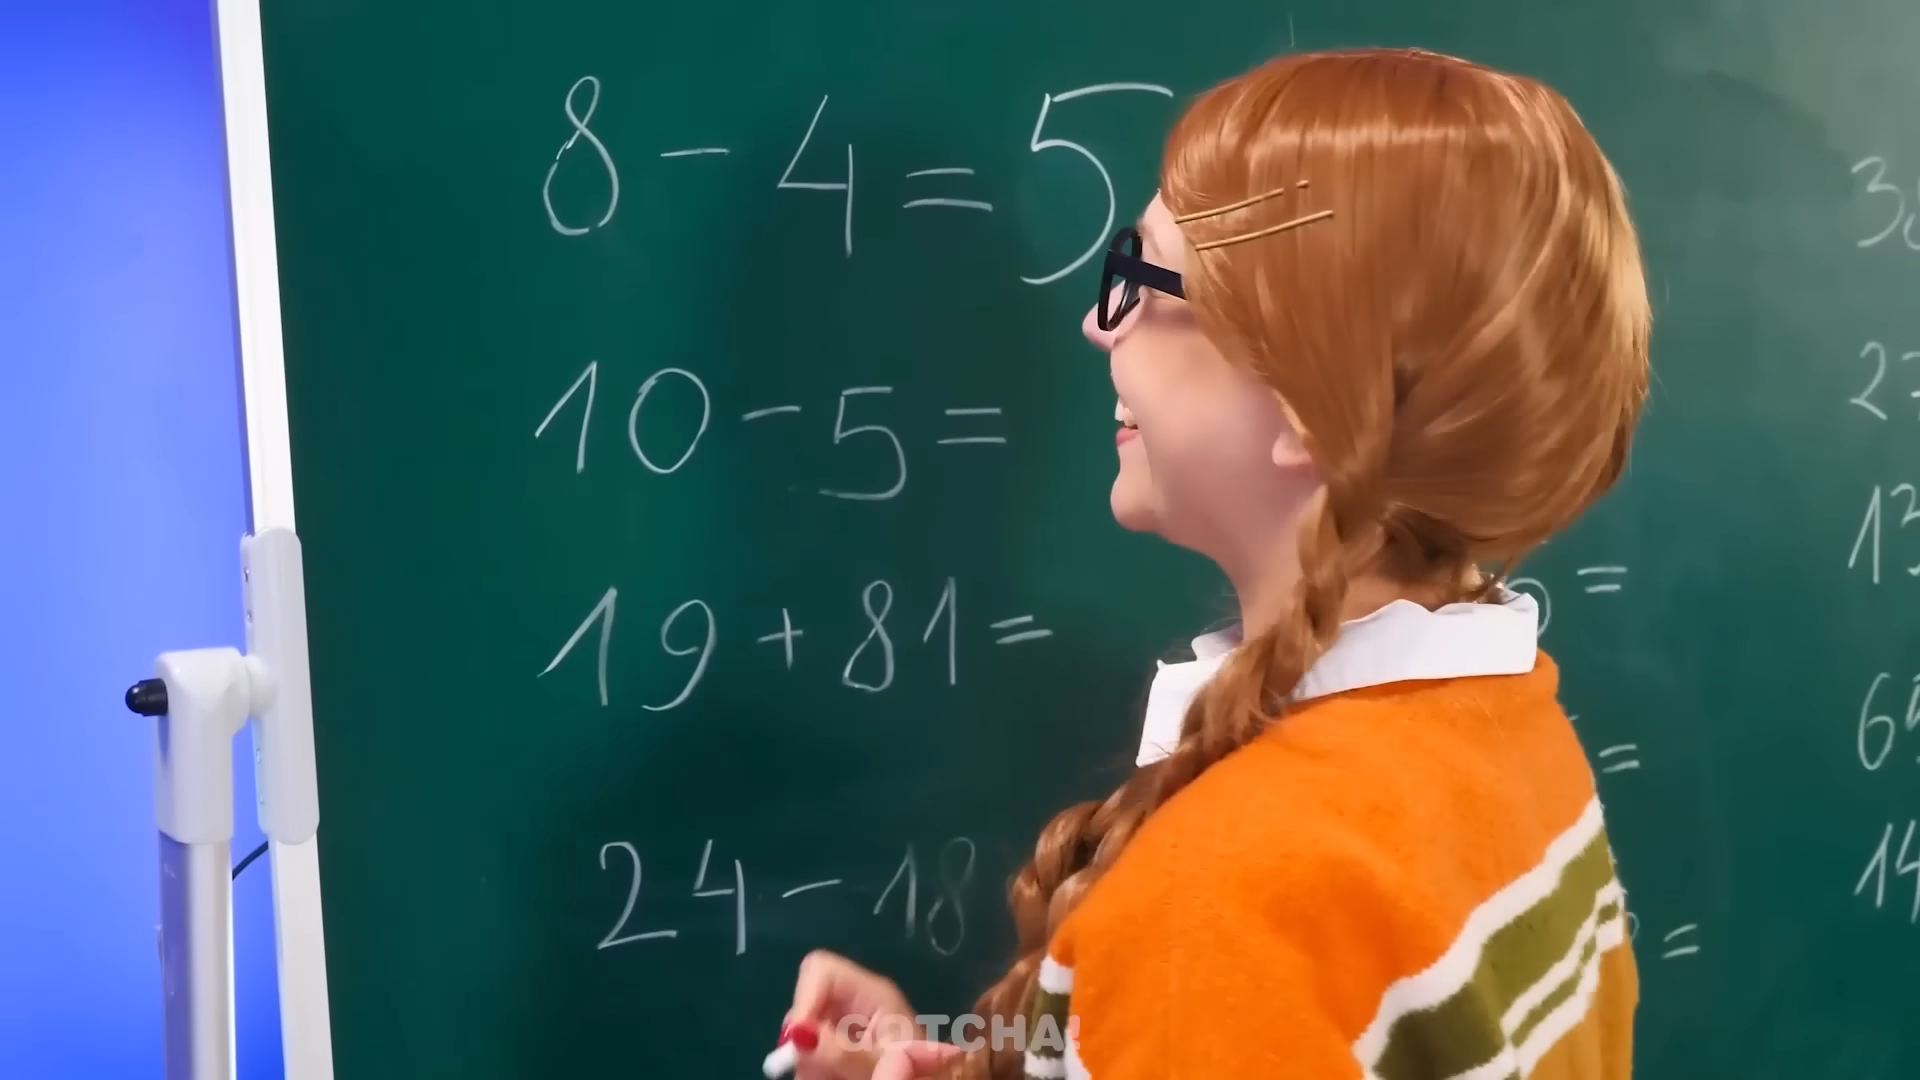 8 - 4 = 5
10 - 5 =
19 + 81 =
24 - 18
=
=
=
GOTCHA!